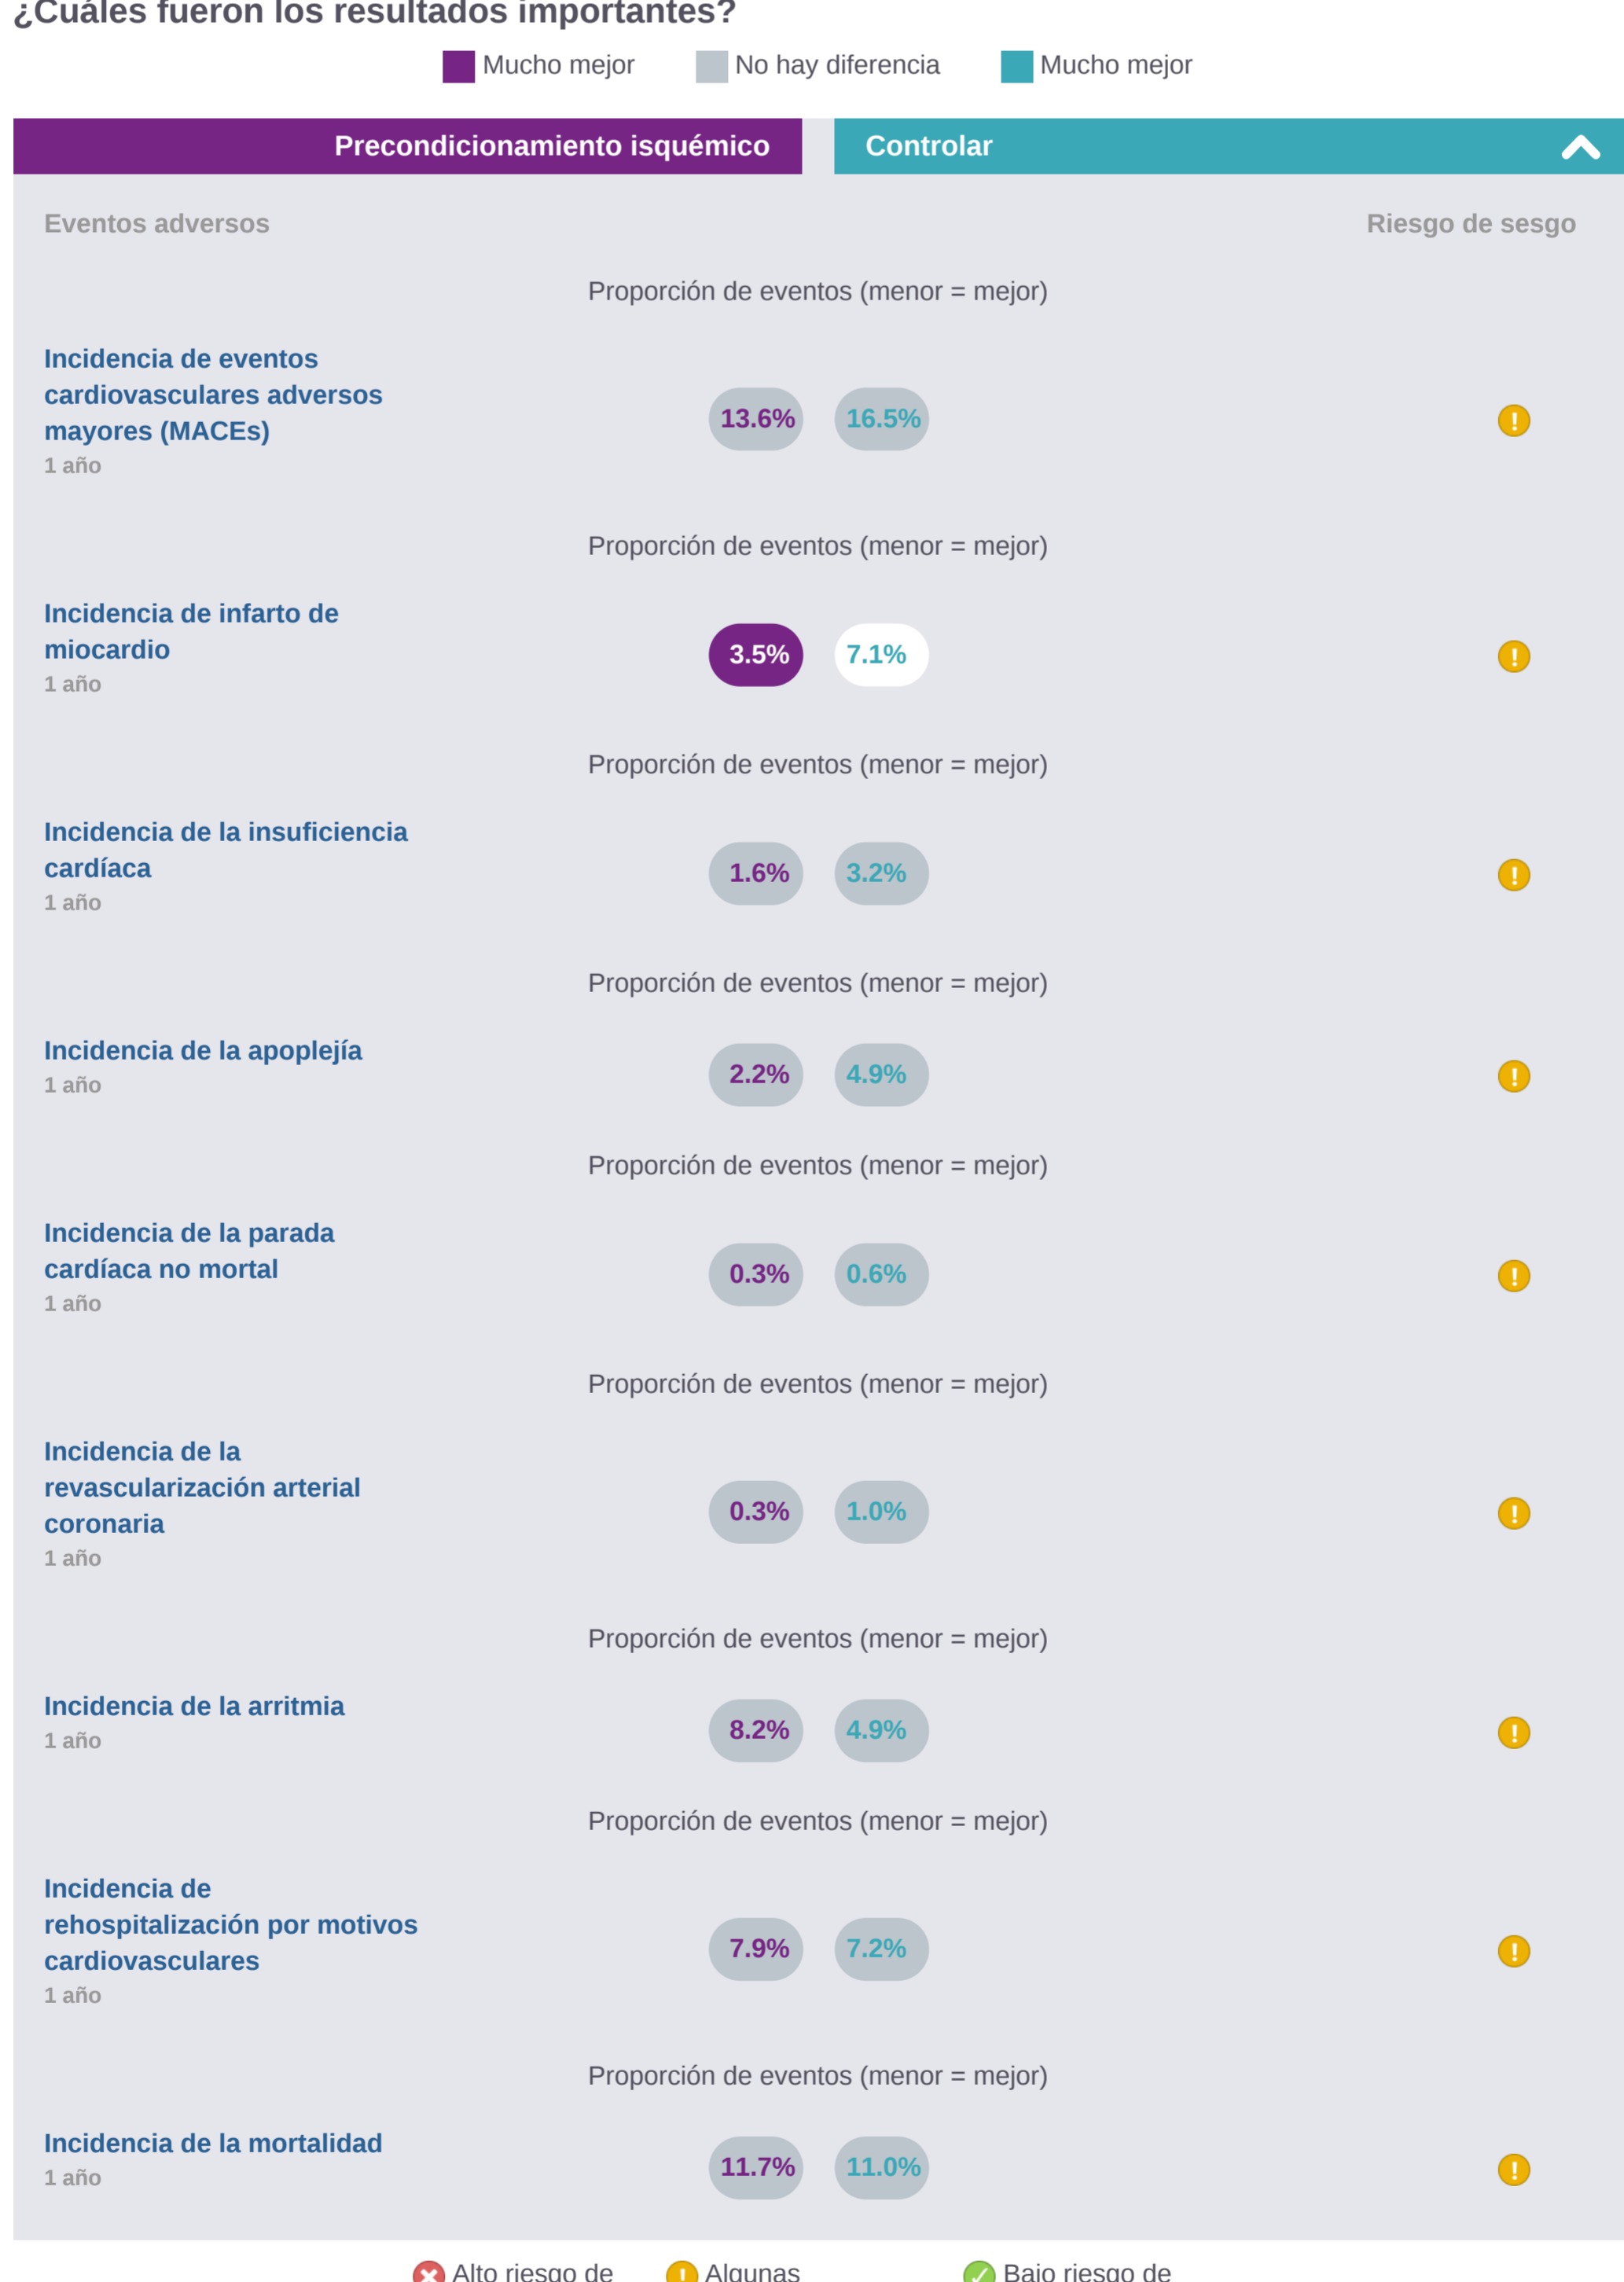 ¿Cuáles fueron los resultados importantes?
Mucho mejor No hay diferencia Mucho mejor
Precondicionamiento isquémico Controlar
Eventos adversos Riesgo de sesgo
Proporción de eventos (menor = mejor)
Incidencia de eventos
cardiovasculares adversos
mayores (MACEs)
1 año
13.6% 16.5%
Proporción de eventos (menor = mejor)
Incidencia de infarto de
miocardio
1 año
3.5% 7.1%
Proporción de eventos (menor = mejor)
Incidencia de la insuficiencia
cardíaca
1 año
1.6% 3.2%
Proporción de eventos (menor = mejor)
Incidencia de la apoplejía
1 año
2.2% 4.9%
Proporción de eventos (menor = mejor)
Incidencia de la parada
cardíaca no mortal
1 año
0.3% 0.6%
Proporción de eventos (menor = mejor)
Incidencia de la
revascularización arterial
coronaria
1 año
0.3% 1.0%
Proporción de eventos (menor = mejor)
Incidencia de la arritmia
1 año
8.2% 4.9%
Proporción de eventos (menor = mejor)
Incidencia de
rehospitalización por motivos
cardiovasculares
1 año
7.9% 7.2%
Proporción de eventos (menor = mejor)
Incidencia de la mortalidad
1 año
11.7% 11.0%
Alto riesgo de Algunas Bajo riesgo de